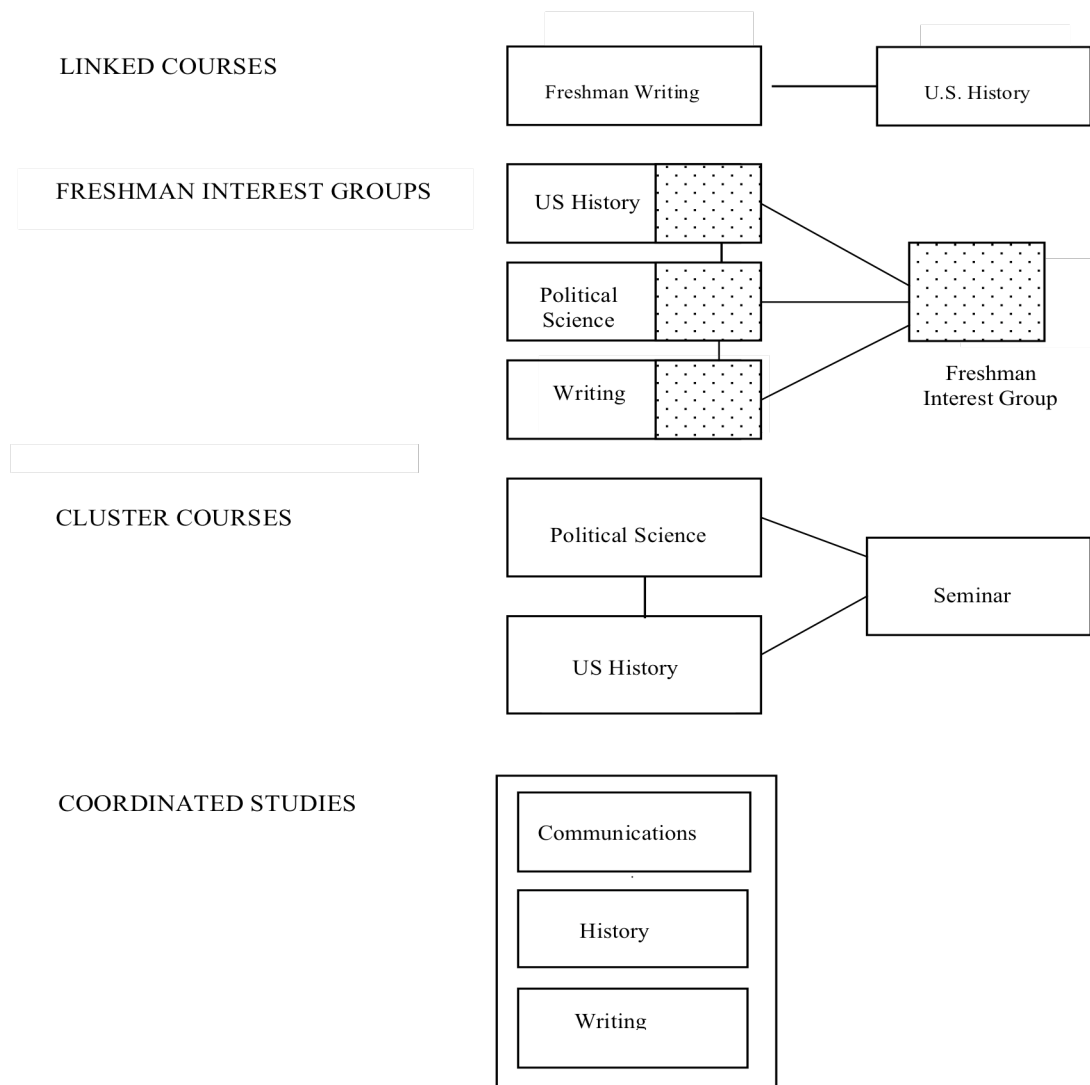 LINKED COURSES
Freshman Writing
U.S. History
FRESHMAN INTEREST GROUPS
US History
Political
Science
Writing
Freshman
Interest Group
CLUSTER COURSES
Political Science
US History
Seminar
COORDINATED STUDIES
Communications
History
Writing